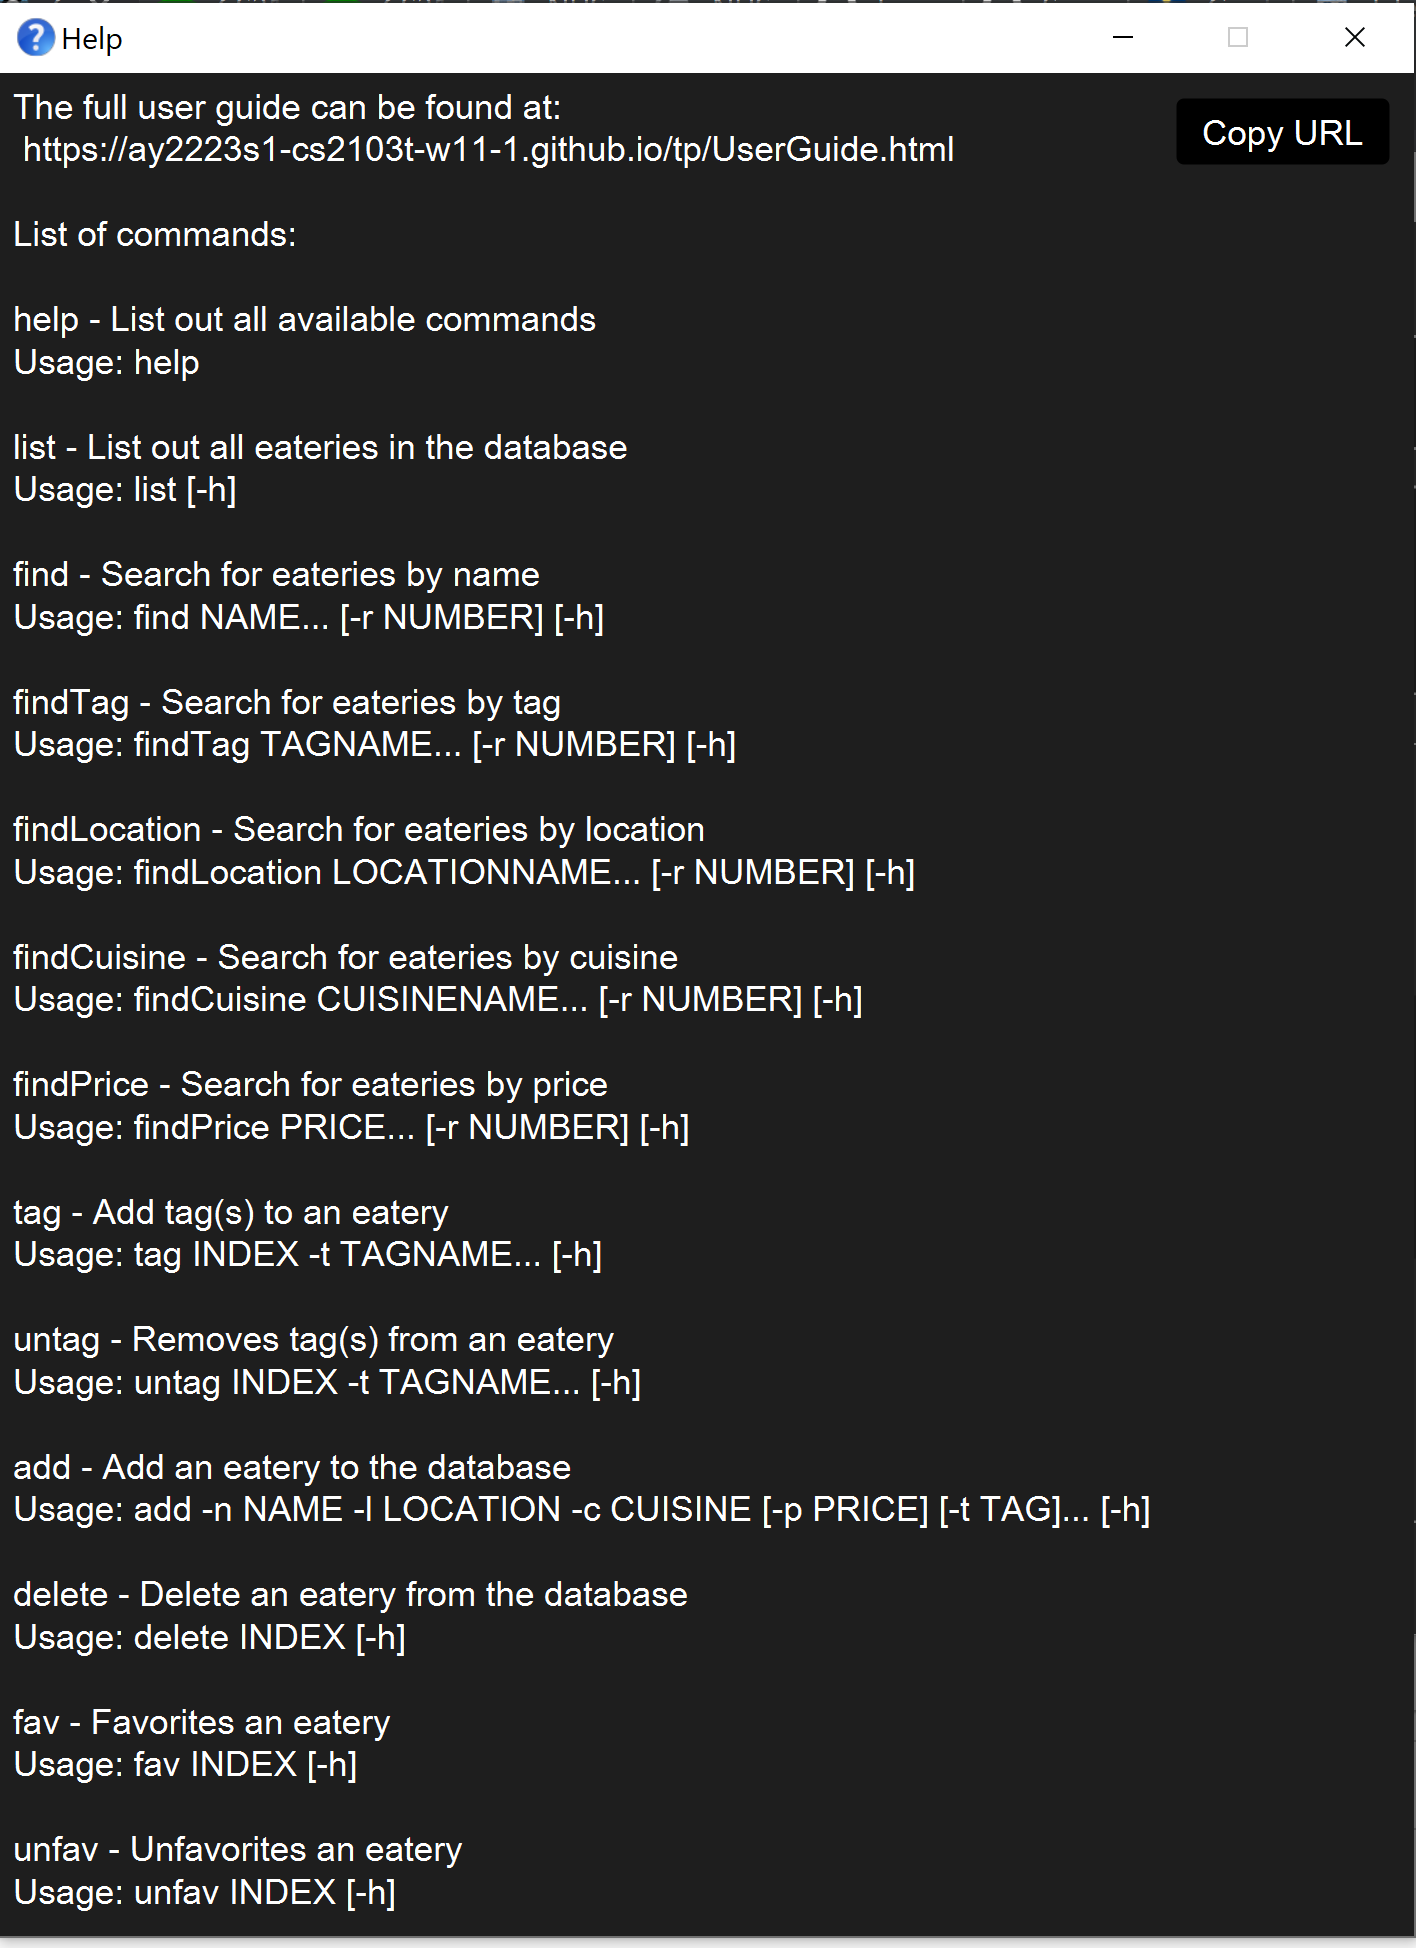 Help
The full user guide can be found at:
https://ay2223s1-cs2103t-w11-1.github.io/tp/UserGuide.html
Copy URL
List of commands:
help - List out all available commands
Usage: help
list - List out all eateries in the database
Usage: list [-h]
find - Search for eateries by name
Usage: find NAME... [-r NUMBER] [-h]
findTag - Search for eateries by tag
Usage: findTag TAGNAME... [-r NUMBER] [-h]
findLocation - Search for eateries by location
Usage: findLocation LOCATIONNAME... [-r NUMBER] [-h]
findCuisine - Search for eateries by cuisine
Usage: findCuisine CUISINENAME... [-r NUMBER] [-h]
findPrice - Search for eateries by price
Usage: findPrice PRICE... [-r NUMBER] [-h]
tag - Add tag(s) to an eatery
Usage: tag INDEX -t TAGNAME... [-h]
untag - Removes tag(s) from an eatery
Usage: untag INDEX -t TAGNAME... [-h]
add - Add an eatery to the database
Usage: add -n NAME -l LOCATION -c CUISINE [-p PRICE] [-t TAG]... [-h]
delete - Delete an eatery from the database
Usage: delete INDEX [-h]
fav - Favorites an eatery
Usage: fav INDEX [-h]
unfav - Unfavorites an eatery
Usage: unfav INDEX [-h]